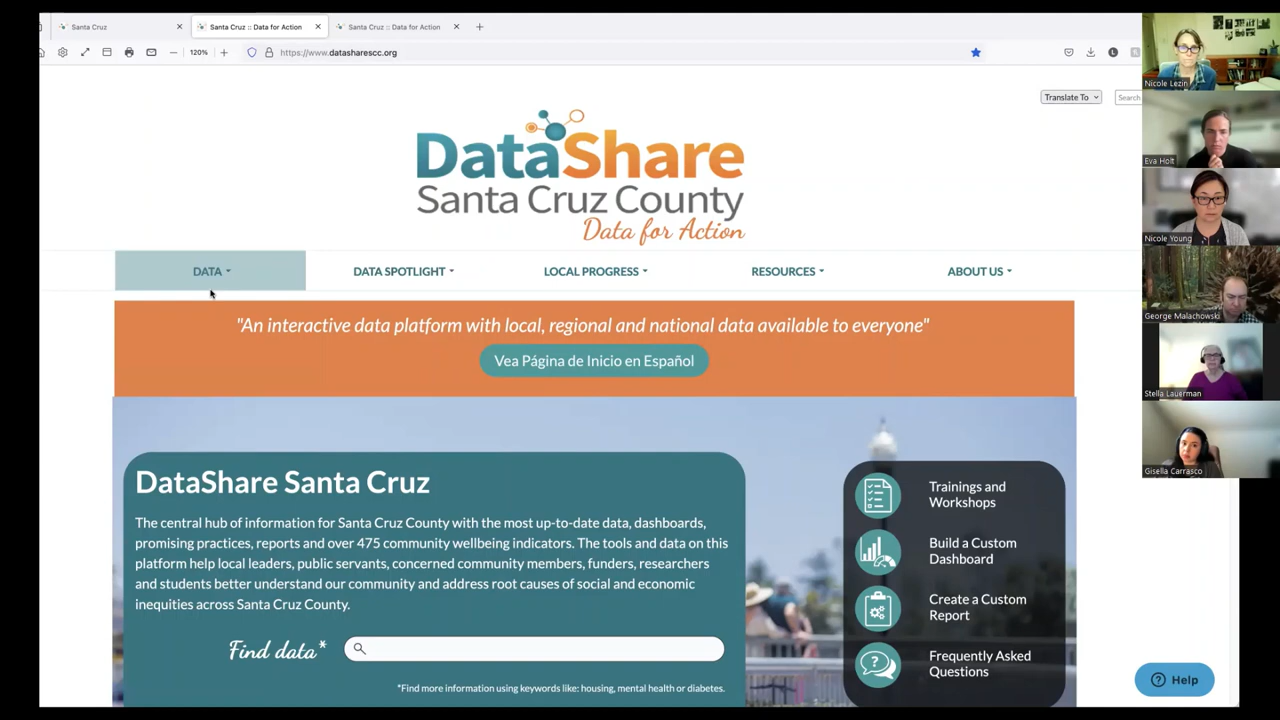 Santa Cruz
Santa Cruz :: Data for Action
Santa Cruz :: Data for Action
120%
https://www.datasharescc.org
Translate To
Search
DataShare
Santa Cruz County
Data for Action
DATA
DATA SPOTLIGHT
LOCAL PROGRESS
RESOURCES
ABOUT US
"An interactive data platform with local, regional and national data available to everyone"
Vea Página de Inicio en Español
DataShare Santa Cruz
The central hub of information for Santa Cruz County with the most up-to-date data, dashboards,
promising practices, reports and over 475 community wellbeing indicators. The tools and data on this
platform help local leaders, public servants, concerned community members, funders, researchers
and students better understand our community and address root causes of social and economic
inequities across Santa Cruz County.
Find data*
*Find more information using keywords like: housing, mental health or diabetes.
Trainings and
Workshops
Build a Custom
Dashboard
Create a Custom
Report
Frequently Asked
Questions
Help
Nicole Lezin
Eva Holt
Nicole Young
George Malachowski
Stella Lauerman
Gisella Carrasco